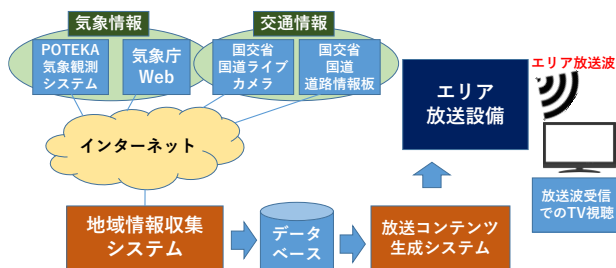 気象情報
交通情報
POTEKA
気象観測
システム
気象庁
Web
国交省
国道ライブ
カメラ
国交省
国道
道路情報板
エリア放送波
エリア
放送設備
インターネット
放送波受信
でのTV視聴
地域情報収集
システム
データ
ベース
放送コンテンツ
生成システム